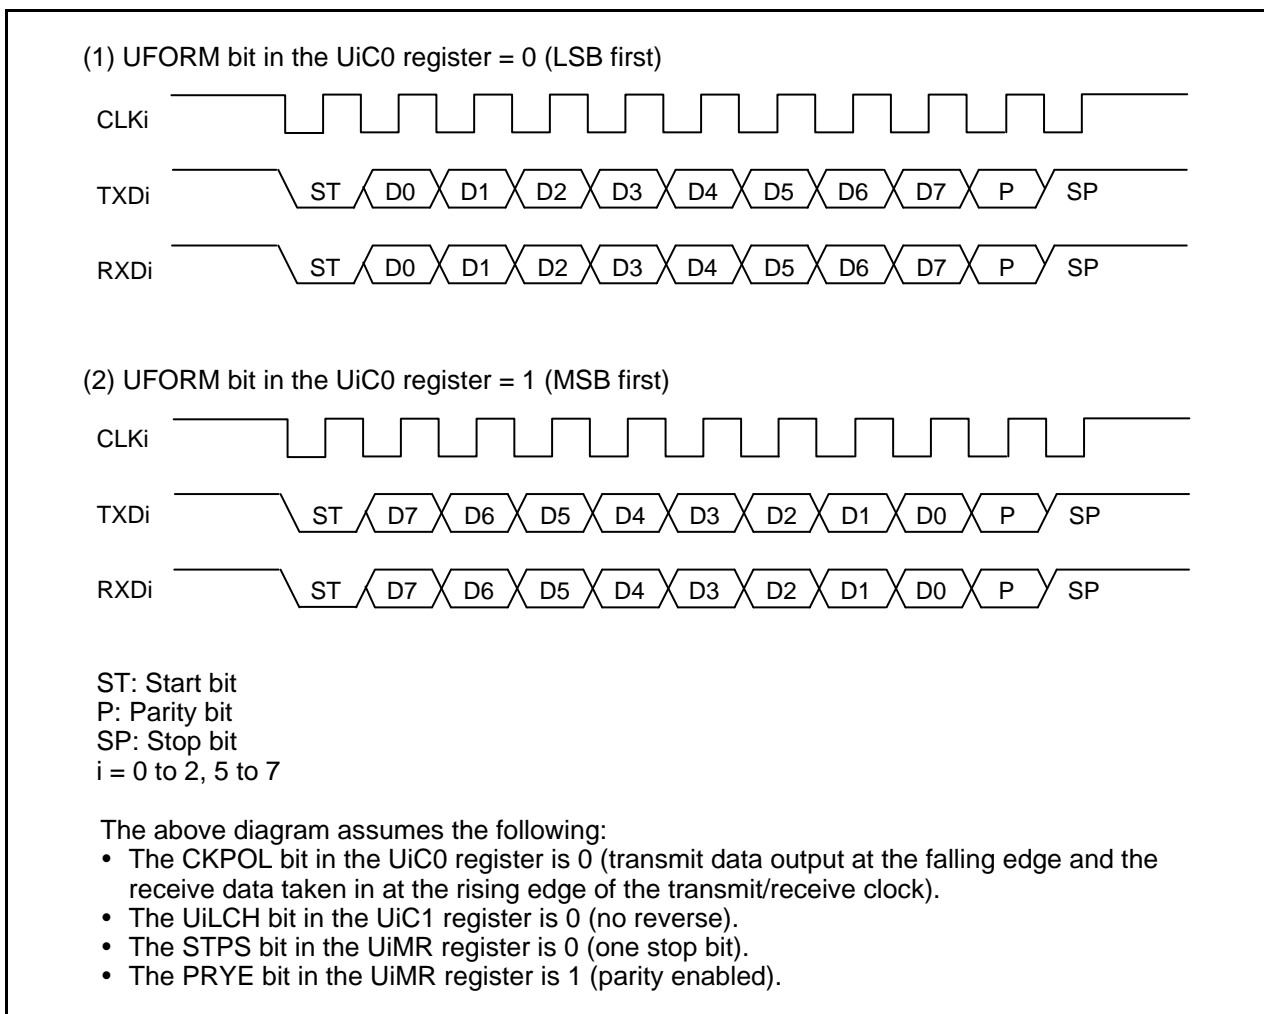 (1) UFORM bit in the UiC0 register = 0 (LSB first)
CLKi
TXDi ST D0 D1 D2 D3 D4 D5 D6 D7 P SP
RXDi ST D0 D1 D2 D3 D4 D5 D6 D7 P SP
(2) UFORM bit in the UiC0 register = 1 (MSB first)
CLKi
TXDi ST D7 D6 D5 D4 D3 D2 D1 D0 P SP
RXDi ST D7 D6 D5 D4 D3 D2 D1 D0 P SP
ST: Start bit
P: Parity bit
SP: Stop bit
i = 0 to 2, 5 to 7
The above diagram assumes the following:
• The CKPOL bit in the UiC0 register is 0 (transmit data output at the falling edge and the
receive data taken in at the rising edge of the transmit/receive clock).
• The UiLCH bit in the UiC1 register is 0 (no reverse).
• The STPS bit in the UiMR register is 0 (one stop bit).
• The PRYE bit in the UiMR register is 1 (parity enabled).